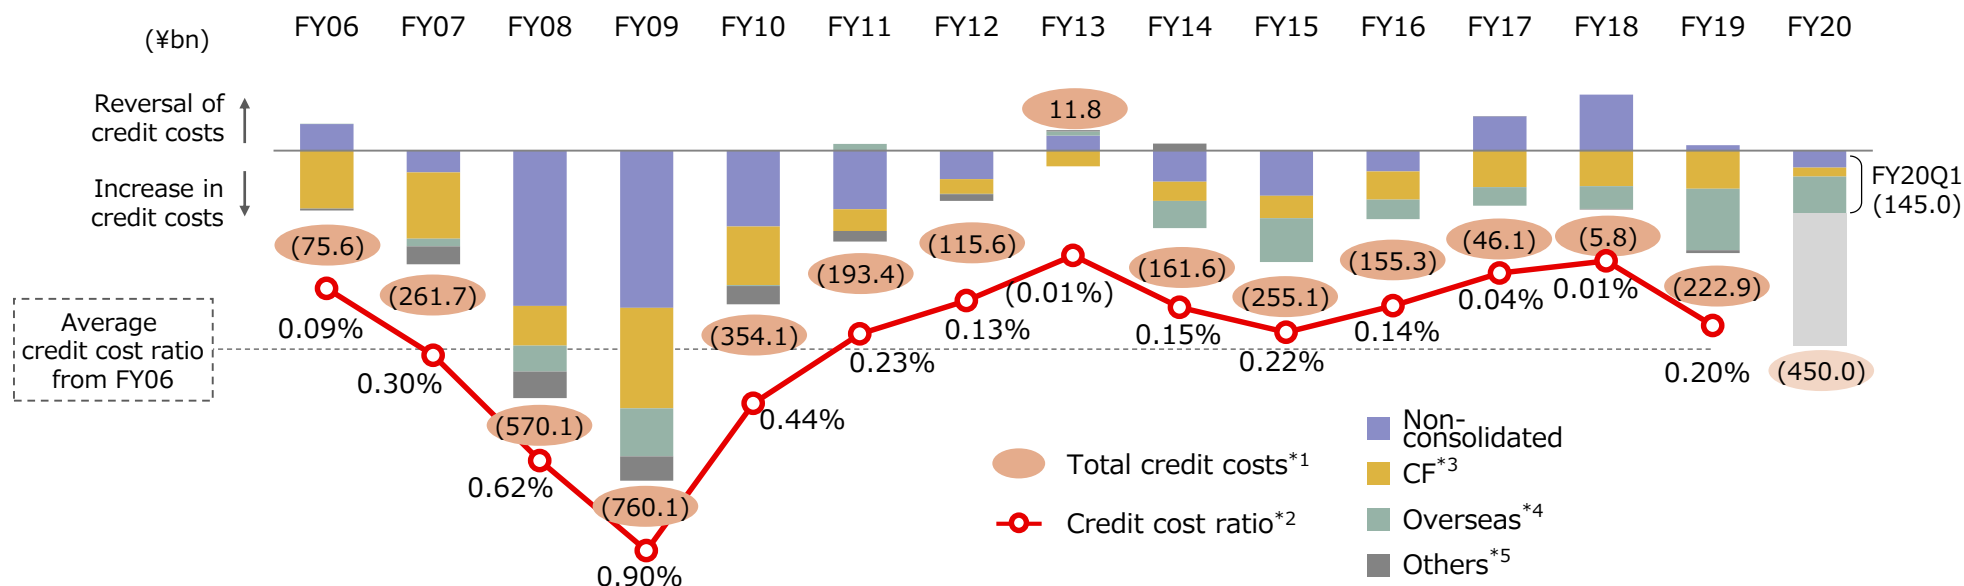 FY06 FY07 FY08 FY09 FY10 FY11 FY12 FY13 FY14 FY15 FY16 FY17 FY18 FY19 FY20
(¥bn)
Reversal of
credit costs
11.8
Increase in
credit costs
FY20Q1
(145.0)
(75.6)
(261.7)
(570.1)
(760.1)
(354.1)
(193.4)
(115.6)
(161.6)
(255.1)
(155.3)
(46.1)
(5.8)
(222.9)
(450.0)
Average
credit cost ratio
from FY06
0.09%
0.30%
0.62%
0.90%
0.44%
0.23%
0.13%
(0.01%)
0.15%
0.22%
0.14%
0.04%
0.01%
0.20%
Total credit costs*1
Credit cost ratio*2
Non-
consolidated
CF*3
Overseas*4
Others*5